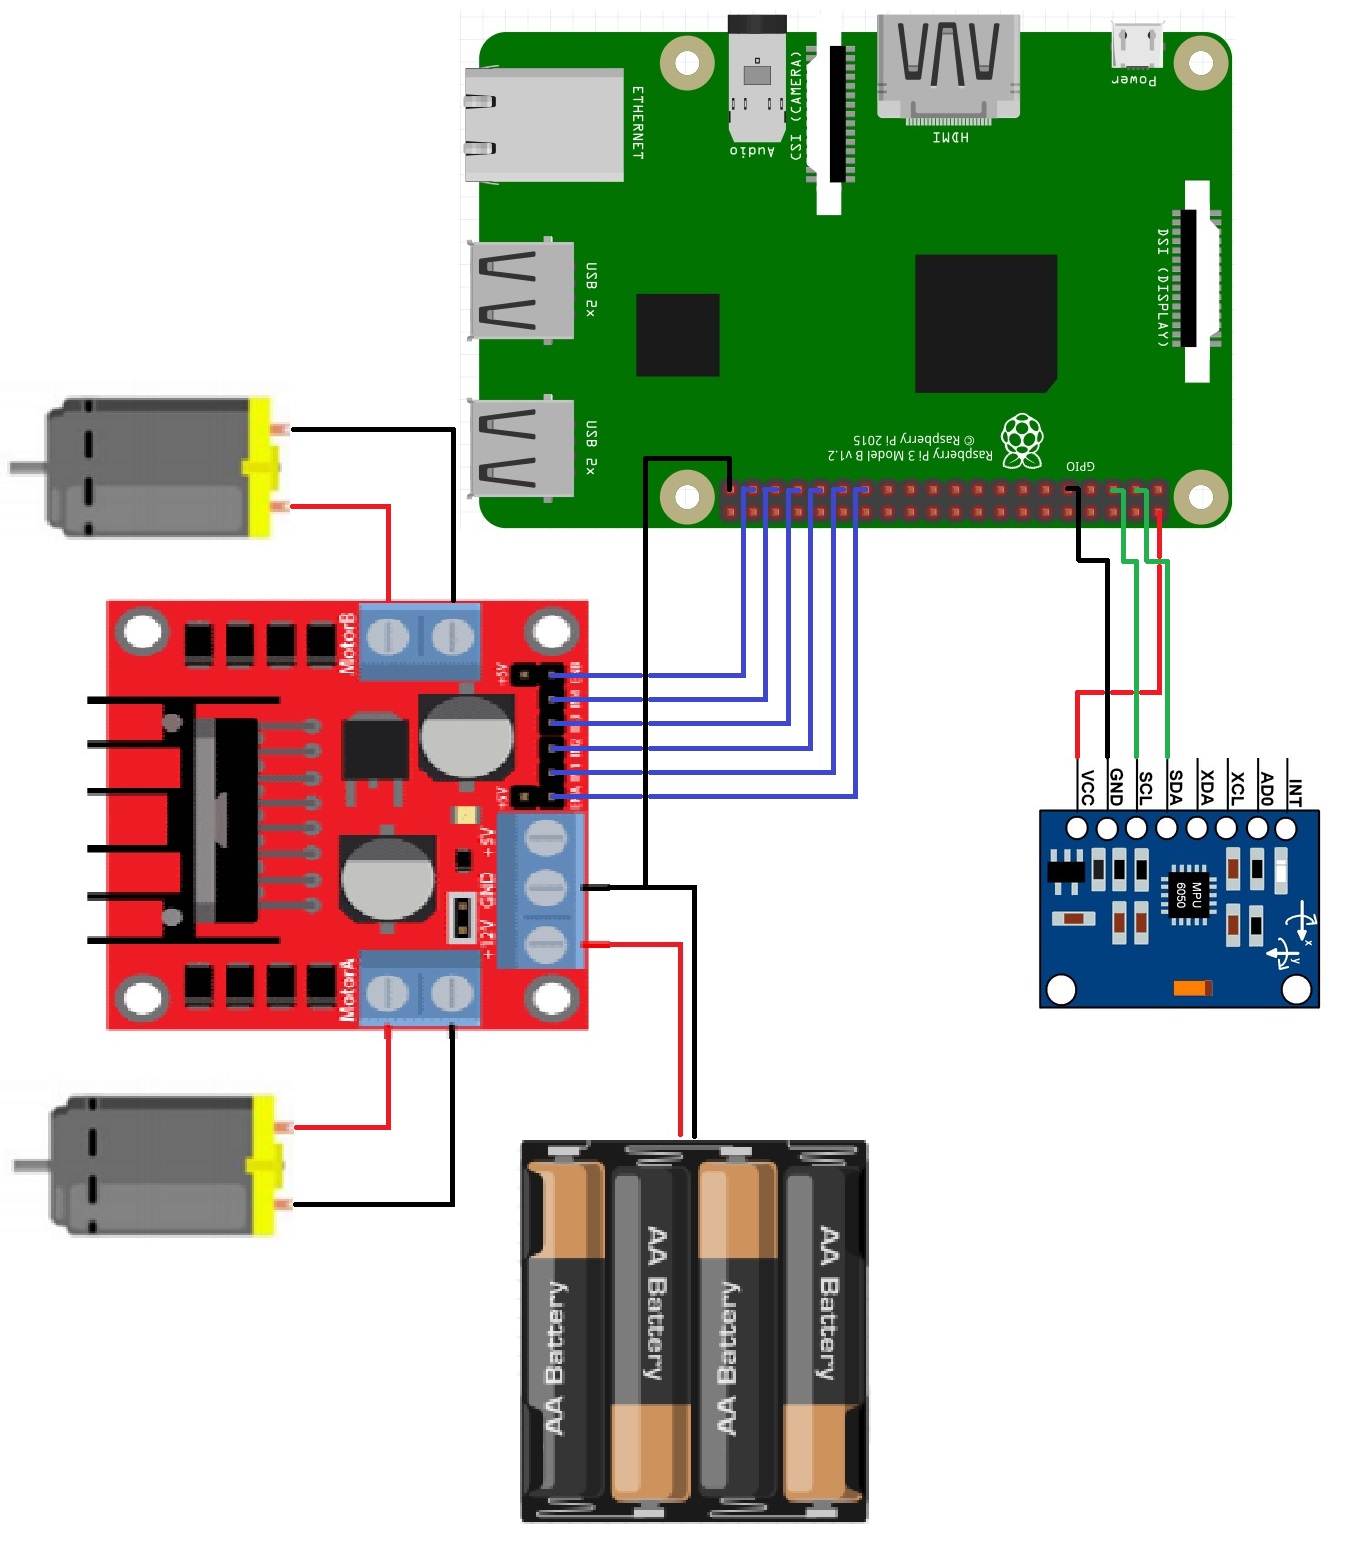 ETHERNET
Audio
CSI (CAMERA)
HDMI
Power
DSI (DISPLAY)
USB 2x
USB 2x
Raspberry Pi 3 Model B v1.2
© Raspberry Pi 2015
GPIO
MotorB
+5V
+5V
+5V
GND
+12V
MotorA
VCC
GND
SCL
SDA
XDA
XCL
AD0
INT
MPU
6050
x
y
AA Battery
AA Battery
AA Battery
AA Battery